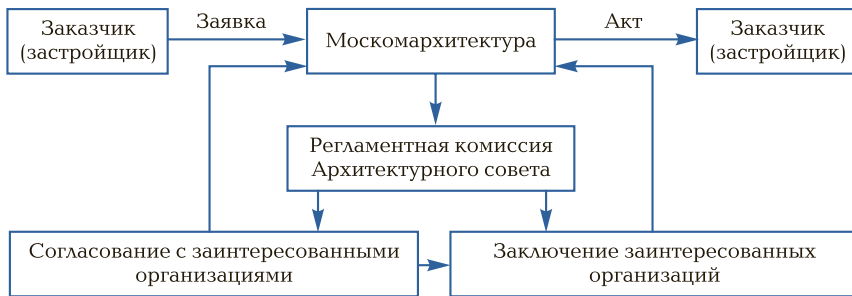 Заказчик
(застройщик)
Заявка
Москомархитектура
Акт
Заказчик
(застройщик)
Регламентная комиссия
Архитектурного совета
Согласование с заинтересованными
организациями
Заключение заинтересованных
организаций